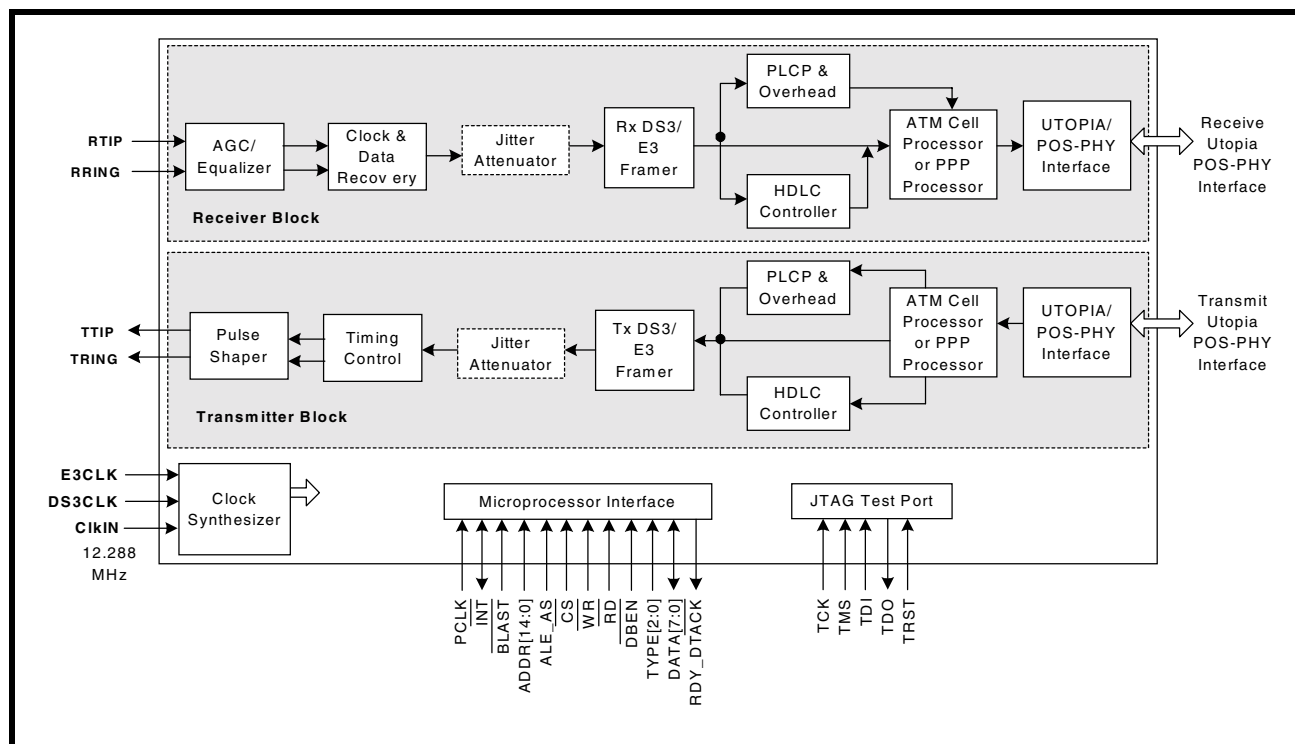 RTIP
RRING
AGC/
Equalizer
Clock &
Data
Recovery
Jitter
Attenuator
Rx DS3/
E3
Framer
PLCP &
Overhead
HDLC
Controller
ATM Cell
Processor
or PPP
Processor
UTOPIA/
POS-PHY
Interface
Receive
Utopia
POS-PHY
Interface
Receiver Block
TTIP
TRING
Pulse
Shaper
Timing
Control
Jitter
Attenuator
Tx DS3/
E3
Framer
PLCP &
Overhead
HDLC
Controller
ATM Cell
Processor
or PPP
Processor
UTOPIA/
POS-PHY
Interface
Transmit
Utopia
POS-PHY
Interface
Transmitter Block
E3CLK
DS3CLK
ClkIN
12.288
MHz
Clock
Synthesizer
Microprocessor Interface
PCLK
INT
BLAST
ADDR[14:0]
ALE_AS
CS
WR
RD
DBEN
TYPE[2:0]
DATA[7:0]
RDY_DTACK
JTAG Test Port
TCK
TMS
TDI
TDO
TRST